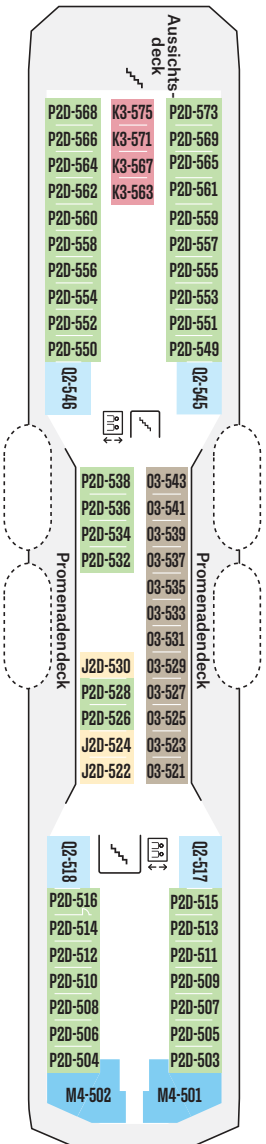 Aussichts-
deck
P2D-568 K3-575 P2D-573
P2D-566 K3-571 P2D-569
P2D-564 K3-567 P2D-565
P2D-562 K3-563 P2D-561
P2D-560 P2D-559
P2D-558 P2D-557
P2D-556 P2D-555
P2D-554 P2D-553
P2D-552 P2D-551
P2D-550 P2D-549
Q2-546 Q2-545
P2D-538 O3-543
P2D-536 O3-541
P2D-534 O3-539
P2D-532 O3-537
O3-535
O3-533
O3-531
J2D-530 O3-529
P2D-528 O3-527
P2D-526 O3-525
J2D-524 O3-523
J2D-522 O3-521
Promenadendeck
Promenadendeck
Q2-518 Q2-517
P2D-516 P2D-515
P2D-514 P2D-513
P2D-512 P2D-511
P2D-510 P2D-509
P2D-508 P2D-507
P2D-506 P2D-505
P2D-504 P2D-503
M4-502 M4-501